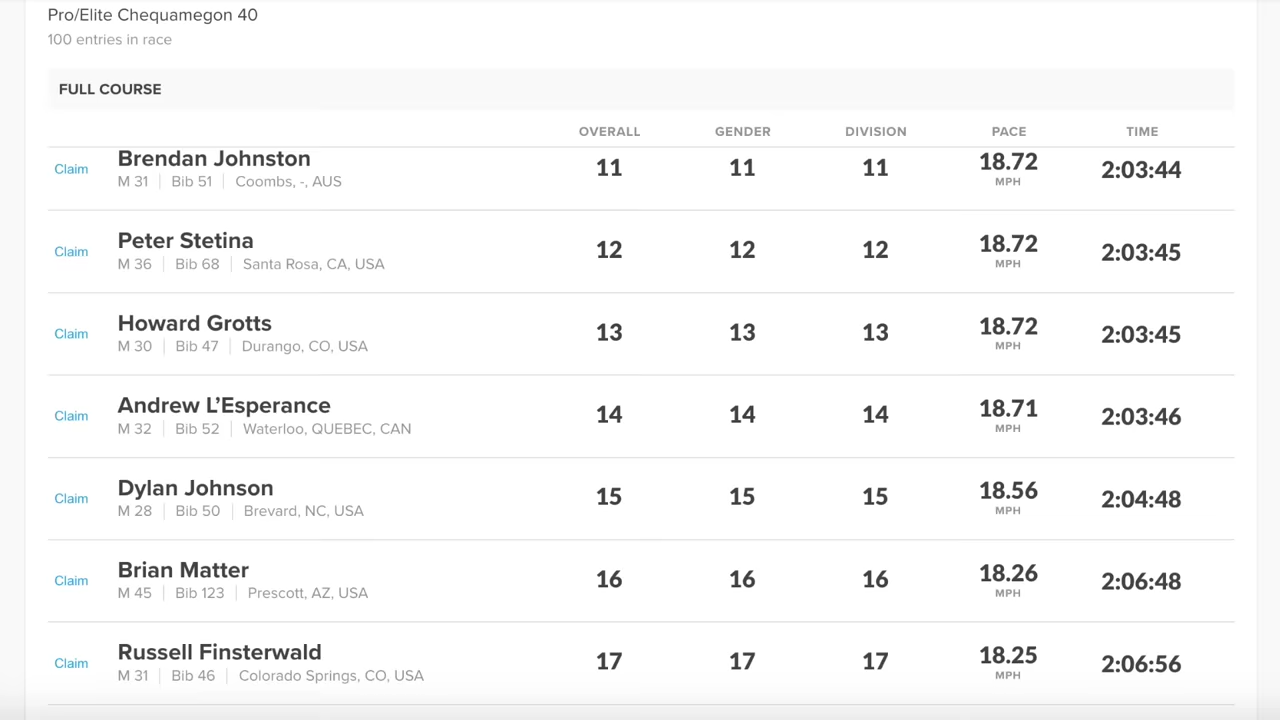 Pro/Elite Chequamegon 40
100 entries in race
FULL COURSE
OVERALL GENDER DIVISION PACE TIME
Claim Brendan Johnston 11 11 11 18.72 2:03:44
M 31 Bib 51 Coombs, -, AUS MPH
Claim Peter Stetina 12 12 12 18.72 2:03:45
M 36 Bib 68 Santa Rosa, CA, USA MPH
Claim Howard Grotts 13 13 13 18.72 2:03:45
M 30 Bib 47 Durango, CO, USA MPH
Claim Andrew L’Esperance 14 14 14 18.71 2:03:46
M 32 Bib 52 Waterloo, QUEBEC, CAN MPH
Claim Dylan Johnson 15 15 15 18.56 2:04:48
M 28 Bib 50 Brevard, NC, USA MPH
Claim Brian Matter 16 16 16 18.26 2:06:48
M 45 Bib 123 Prescott, AZ, USA MPH
Claim Russell Finsterwald 17 17 17 18.25 2:06:56
M 31 Bib 46 Colorado Springs, CO, USA MPH